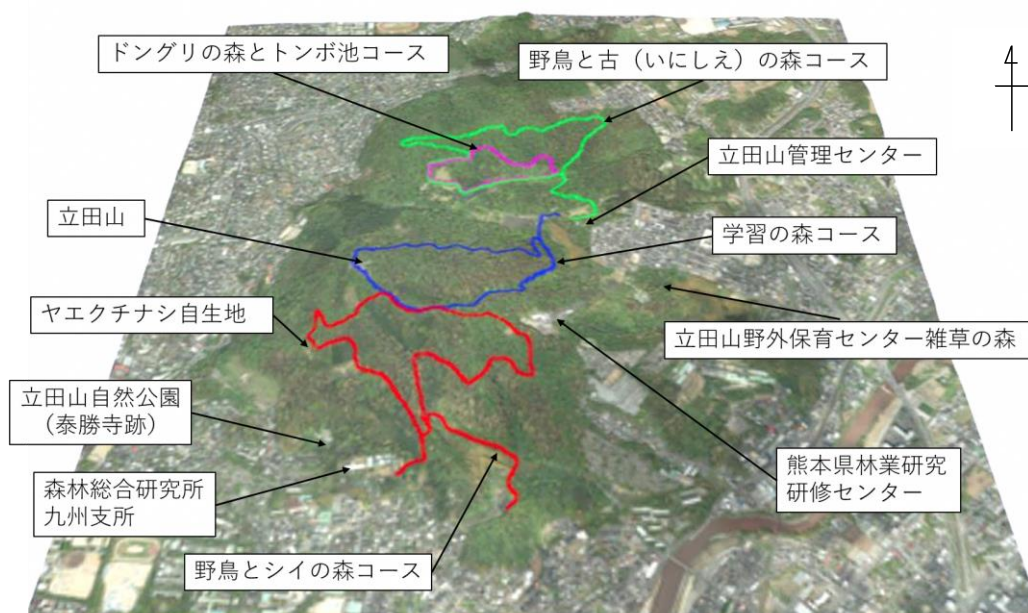 ドングリの森とトンボ池コース
野鳥と古（いにしえ）の森コース
立田山管理センター
立田山
学習の森コース
ヤエクチナシ自生地
立田山野外保育センター雑草の森
立田山自然公園
（泰勝寺跡）
森林総合研究所
九州支所
熊本県林業研究
研修センター
野鳥とシイの森コース